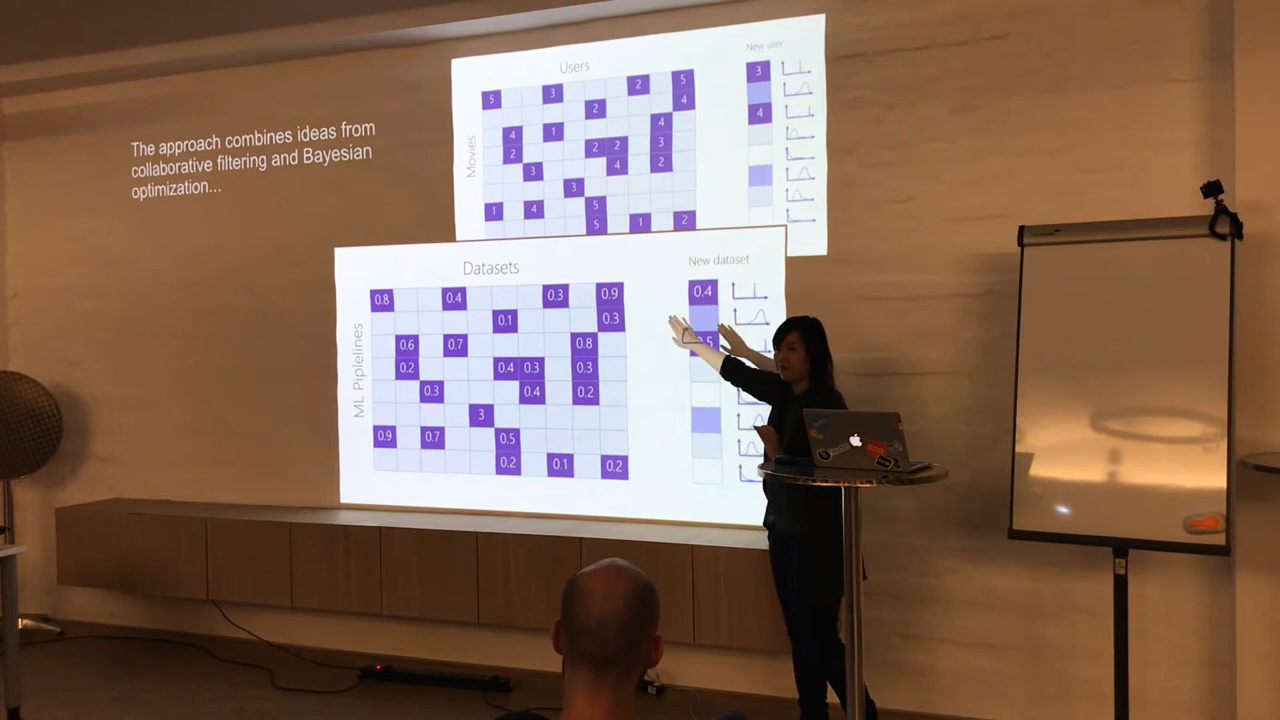 The approach combines ideas from
collaborative filtering and Bayesian
optimization...
Users
New user
Movies
5 3 2 5
2 4
4 1 4
2 2 2 3
3 4 2
3
1 4 5
5 1 2
3
4
Datasets
New dataset
ML Piplelines
0.8 0.4 0.3 0.9
0.1 0.3
0.6 0.7 0.8
0.2 0.4 0.3 0.3
0.3 0.4 0.2
3
0.9 0.7 0.5
0.2 0.1 0.2
0.4